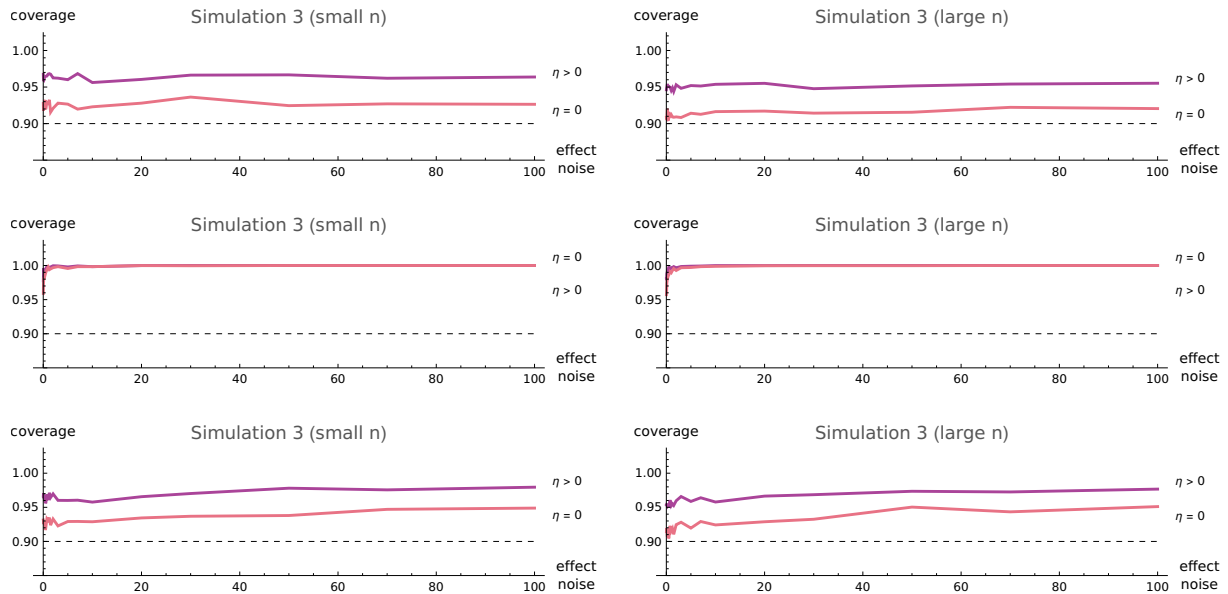 coverage
Simulation 3 (small n)
1.00
0.95
0.90
η > 0
η = 0
effect
noise
0 20 40 60 80 100
coverage
Simulation 3 (large n)
1.00
0.95
0.90
η > 0
η = 0
effect
noise
0 20 40 60 80 100
coverage
Simulation 3 (small n)
1.00
0.95
0.90
η = 0
η > 0
effect
noise
0 20 40 60 80 100
coverage
Simulation 3 (large n)
1.00
0.95
0.90
η = 0
η > 0
effect
noise
0 20 40 60 80 100
coverage
Simulation 3 (small n)
1.00
0.95
0.90
η > 0
η = 0
effect
noise
0 20 40 60 80 100
coverage
Simulation 3 (large n)
1.00
0.95
0.90
η > 0
η = 0
effect
noise
0 20 40 60 80 100